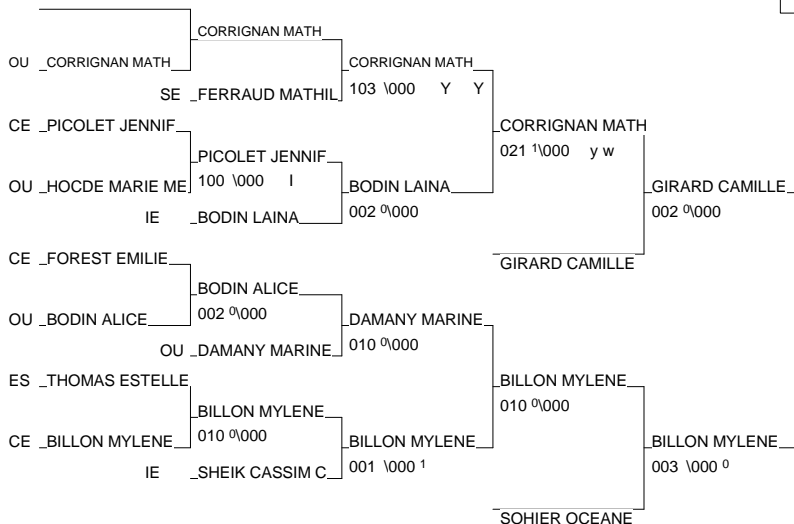 CORRIGNAN MATH
OU CORRIGNAN MATH
CORRIGNAN MATH
103 \000 Y Y
SE FERRAUD MATHIL
CE PICOLET JENNIF
CORRIGNAN MATH
021 1\000 y w
PICOLET JENNIF
100 \000 I
OU HOCDE MARIE ME
BODIN LAINA
002 0\000
GIRARD CAMILLE
002 0\000
IE BODIN LAINA
CE FOREST EMILIE
GIRARD CAMILLE
BODIN ALICE
002 0\000
OU BODIN ALICE
DAMANY MARINE
010 0\000
OU DAMANY MARINE
ES THOMAS ESTELLE
BILLON MYLENE
010 0\000
BILLON MYLENE
010 0\000
CE BILLON MYLENE
BILLON MYLENE
001 \000 1
BILLON MYLENE
003 \000 0
IE SHEIK CASSIM C
SOHIER OCEANE